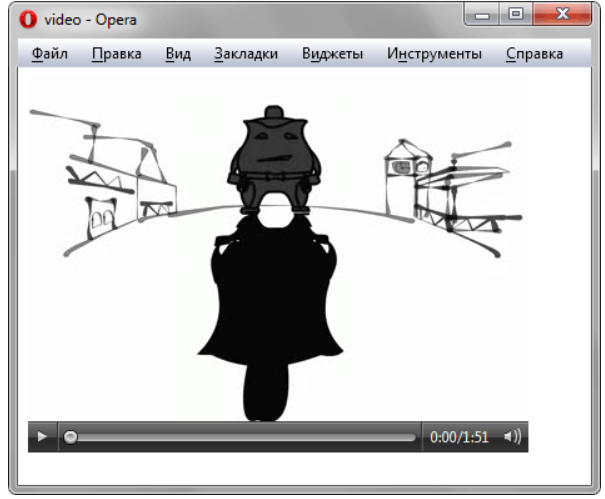 video - Opera
Файл Правка Вид Закладки Виджеты Инструменты Справка
0:00/1:51